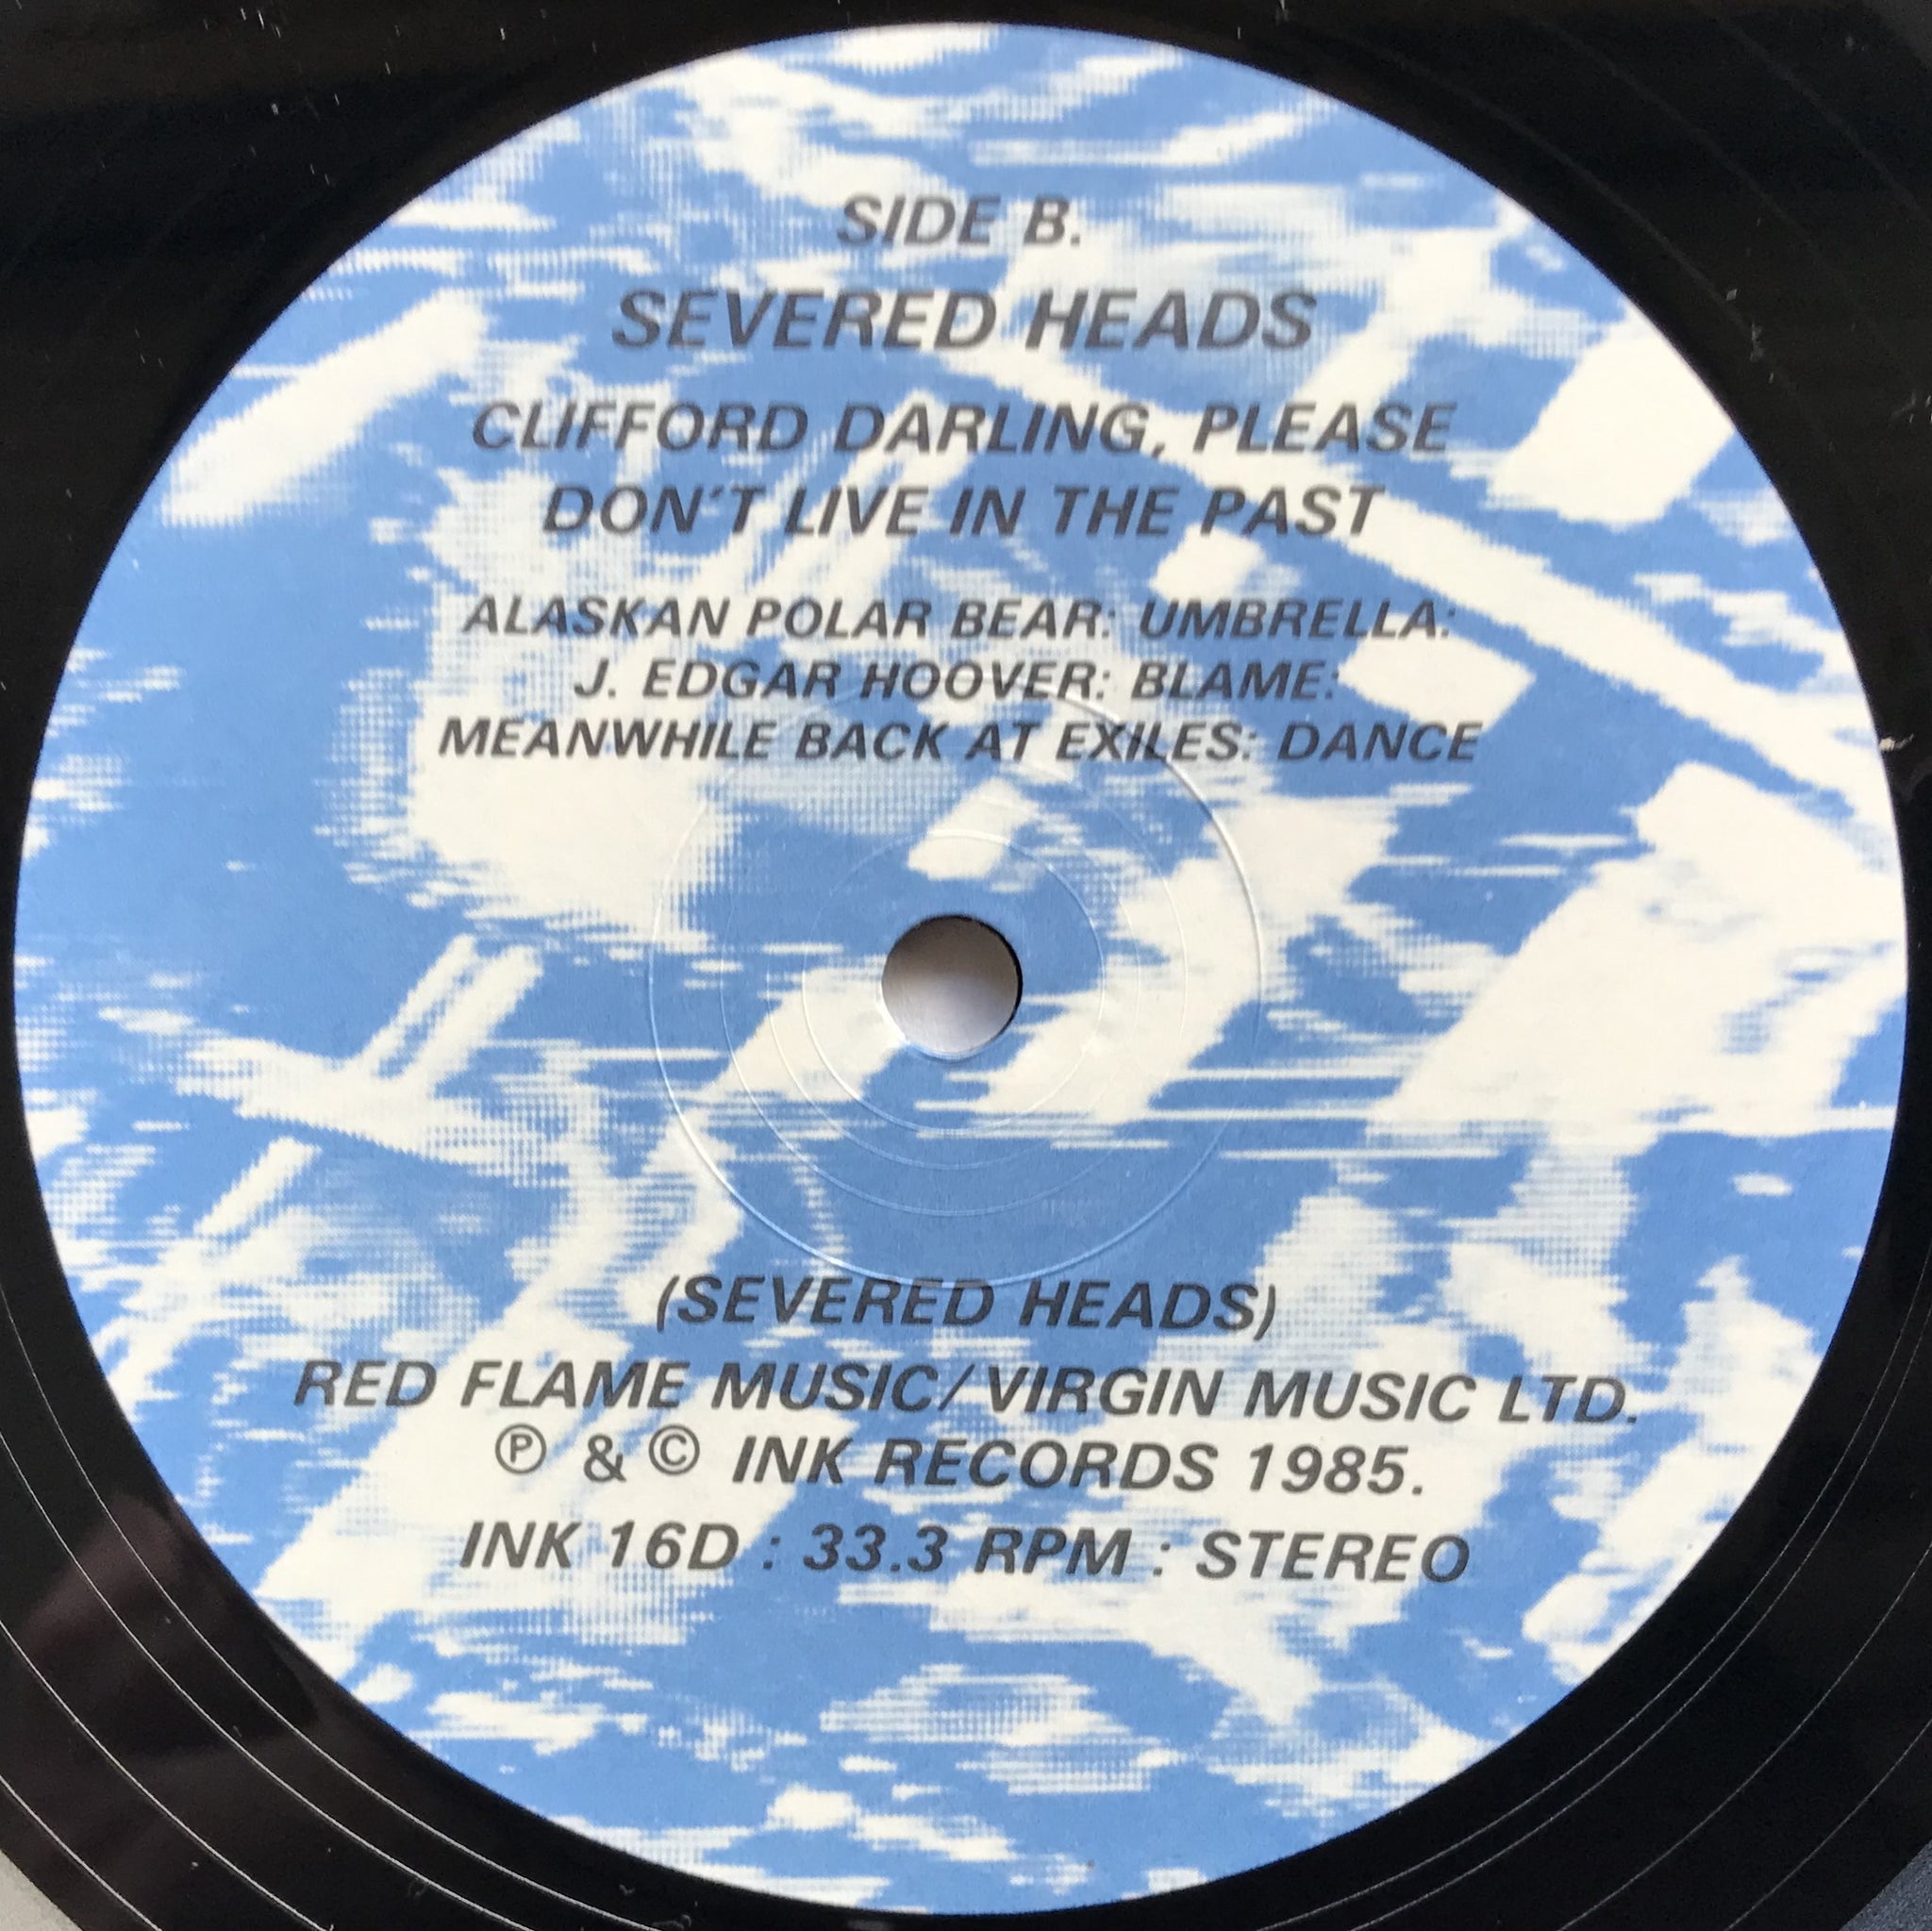 SIDE B.
SEVERED HEADS
CLIFFORD DARLING, PLEASE
DON'T LIVE IN THE PAST
ALASKAN POLAR BEAR: UMBRELLA:
J. EDGAR HOOVER: BLAME:
MEANWHILE BACK AT EXILES: DANCE
(SEVERED HEADS)
RED FLAME MUSIC/VIRGIN MUSIC LTD.
Ⓟ & © INK RECORDS 1985.
INK 16D : 33.3 RPM : STEREO